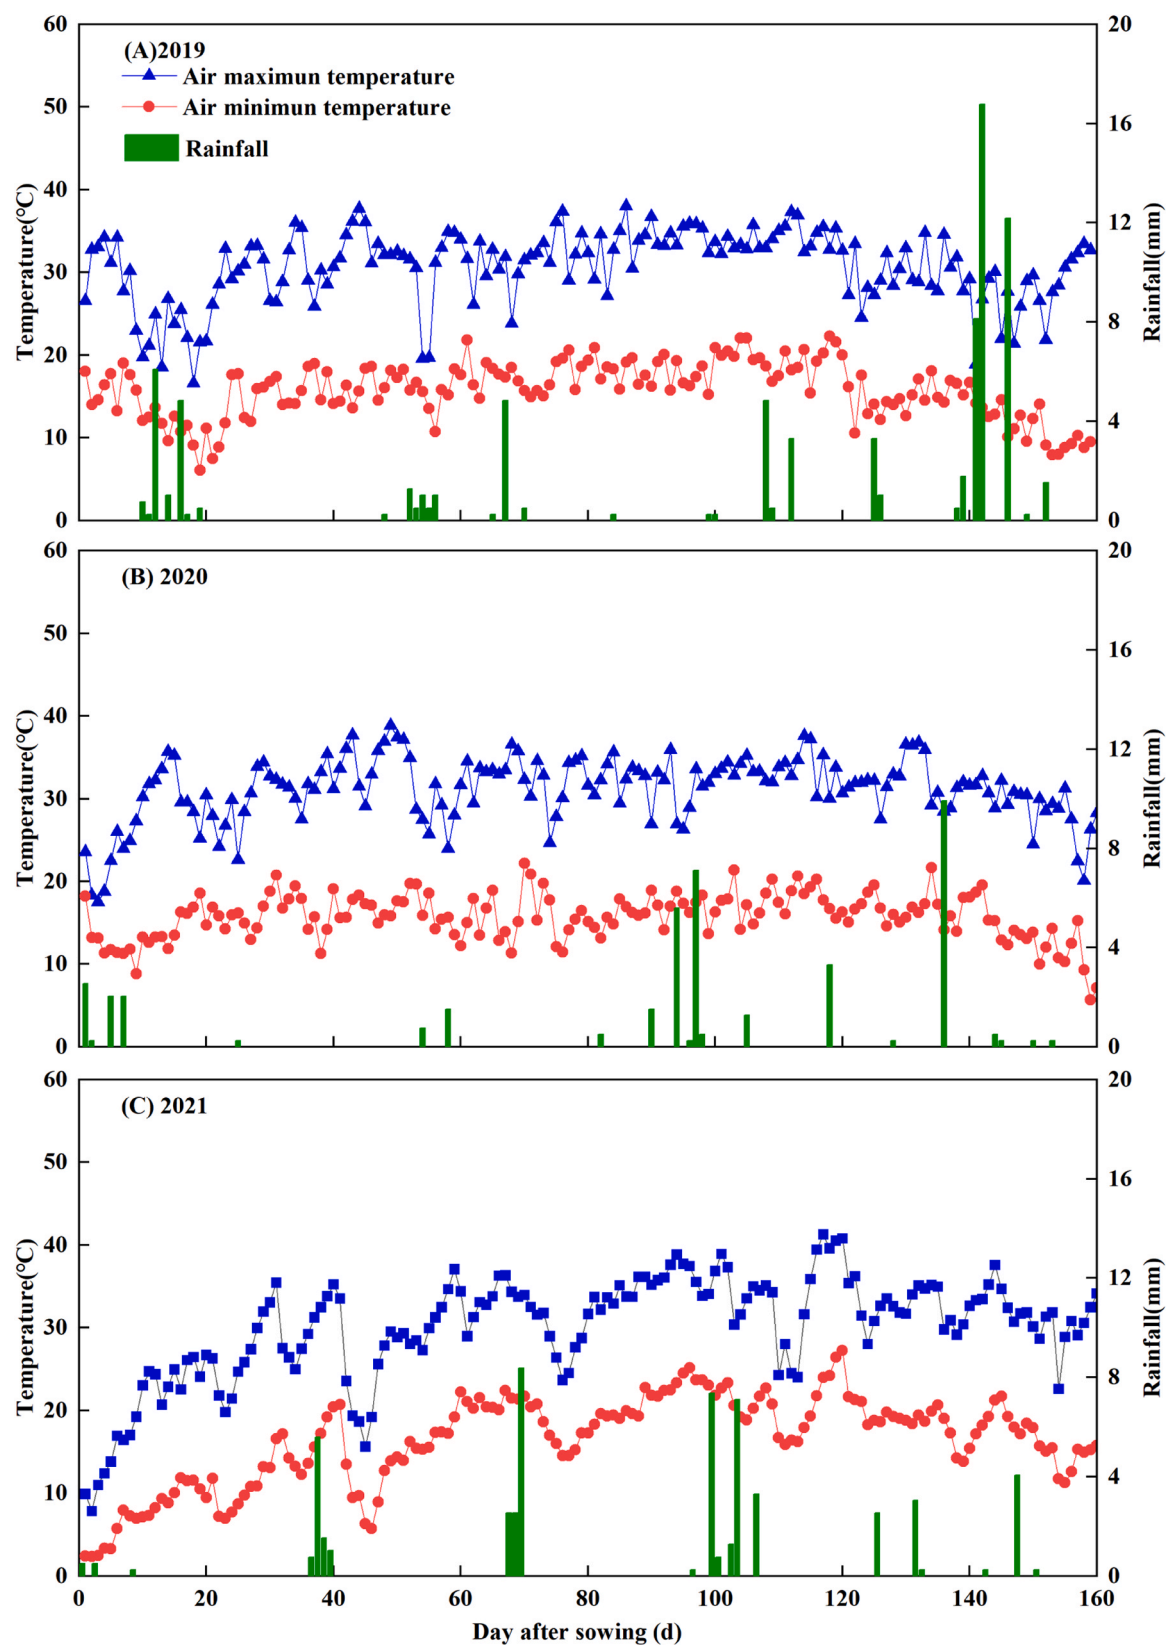 (A)2019
Air maximun temperature
Air minimun temperature
Rainfall
Temperature(℃)
60
50
40
30
20
10
0
20
16
12
8
4
0
Rainfall(mm)
(B) 2020
Temperature(℃)
60
50
40
30
20
10
0
20
16
12
8
4
0
Rainfall(mm)
(C) 2021
Temperature(℃)
60
50
40
30
20
10
0
20
16
12
8
4
0
Rainfall(mm)
0 20 40 60 80 100 120 140 160
Day after sowing (d)